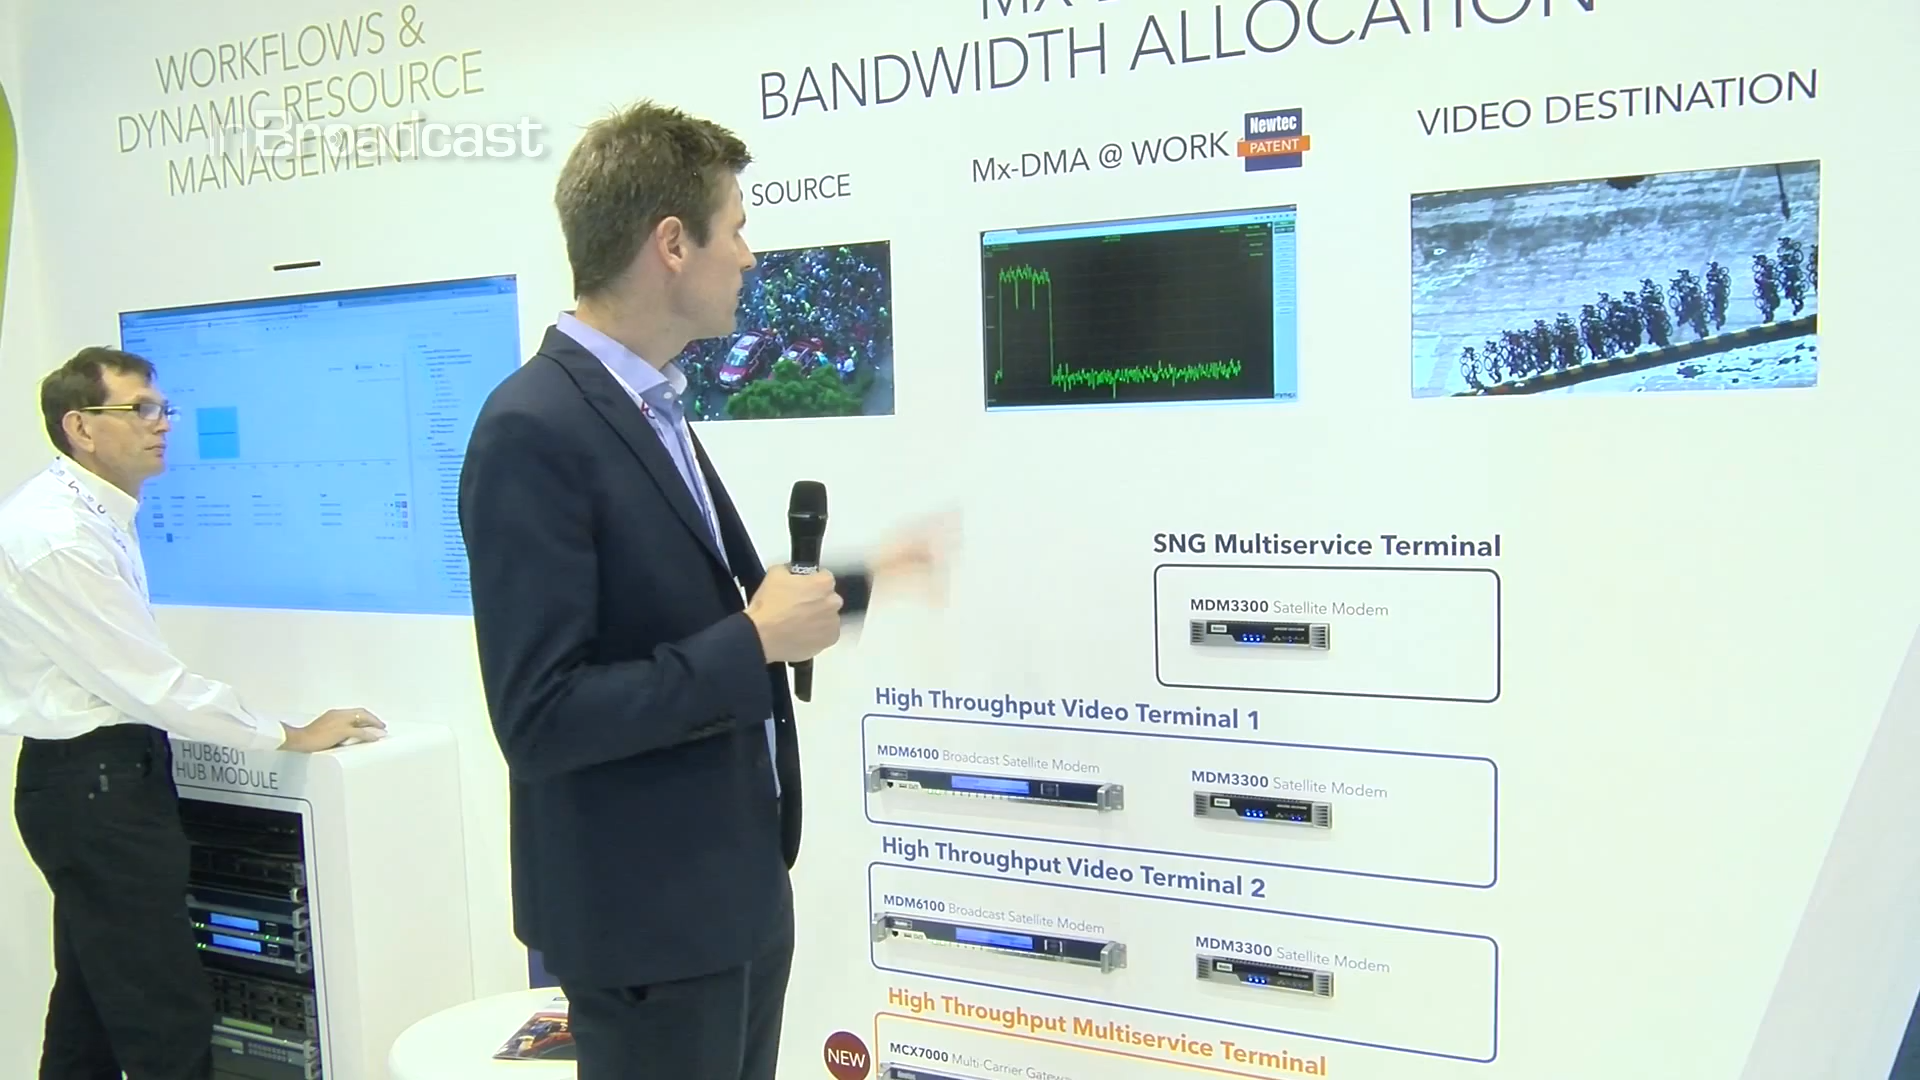 WORKFLOWS &
DYNAMIC RESOURCE
MANAGEMENT
inBroadcast
BANDWIDTH ALLOCATION
SOURCE
Mx-DMA @ WORK
Newtec
PATENT
VIDEO DESTINATION
SNG Multiservice Terminal
MDM3300 Satellite Modem
High Throughput Video Terminal 1
MDM6100 Broadcast Satellite Modem
MDM3300 Satellite Modem
High Throughput Video Terminal 2
MDM6100 Broadcast Satellite Modem
MDM3300 Satellite Modem
High Throughput Multiservice Terminal
NEW
MCX7000 Multi-Carrier Gateway
HUB6501
HUB MODULE
dcast